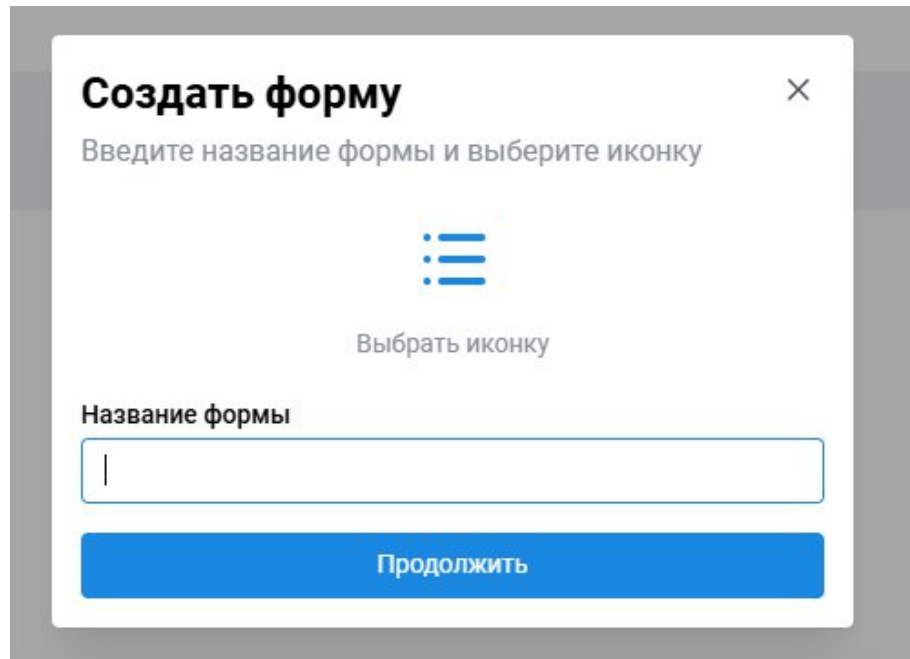 Создать форму
Введите название формы и выберите иконку
Выбрать иконку
Название формы
Продолжить